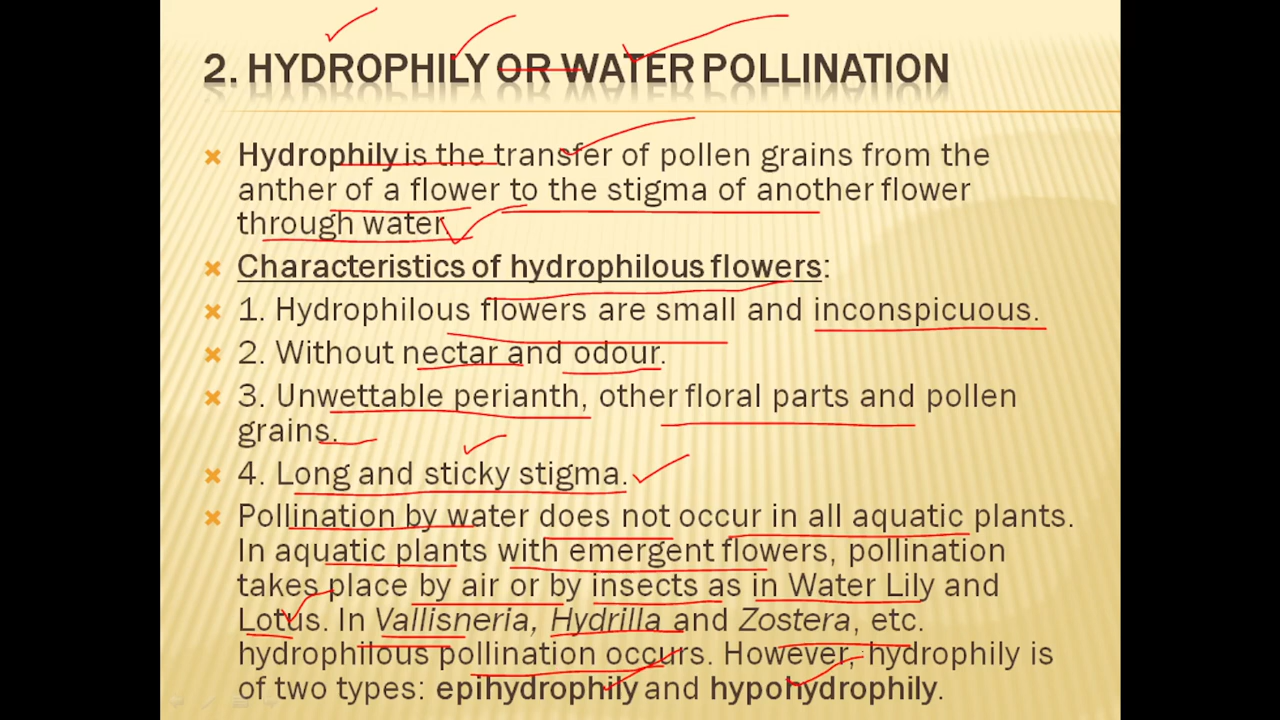 2. HYDROPHILY OR WATER POLLINATION
Hydrophily is the transfer of pollen grains from the
anther of a flower to the stigma of another flower
through water.
Characteristics of hydrophilous flowers:
1. Hydrophilous flowers are small and inconspicuous.
2. Without nectar and odour.
3. Unwettable perianth, other floral parts and pollen
grains.
4. Long and sticky stigma.
Pollination by water does not occur in all aquatic plants.
In aquatic plants with emergent flowers, pollination
takes place by air or by insects as in Water Lily and
Lotus. In Vallisneria, Hydrilla and Zostera, etc.
hydrophilous pollination occurs. However, hydrophily is
of two types: epihydrophily and hypohydrophily.